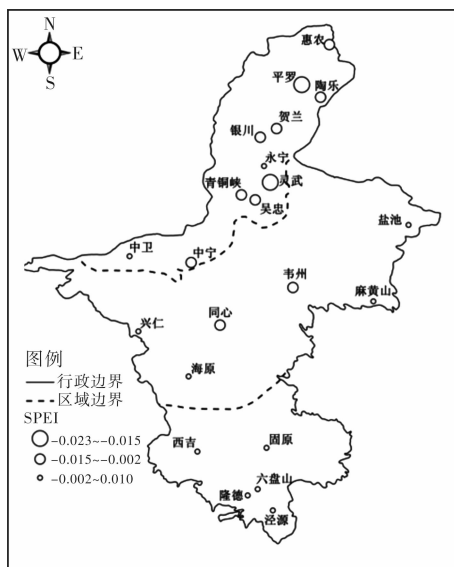 N
W E
S
惠农
平罗
陶乐
贺兰
银川
永宁
灵武
青铜峡
吴忠
盐池
中卫
中宁
韦州
麻黄山
兴仁
同心
海原
图例
行政边界
区域边界
SPEI
-0.023~-0.015
-0.015~-0.002
-0.002~0.010
西吉
固原
六盘山
隆德
泾源